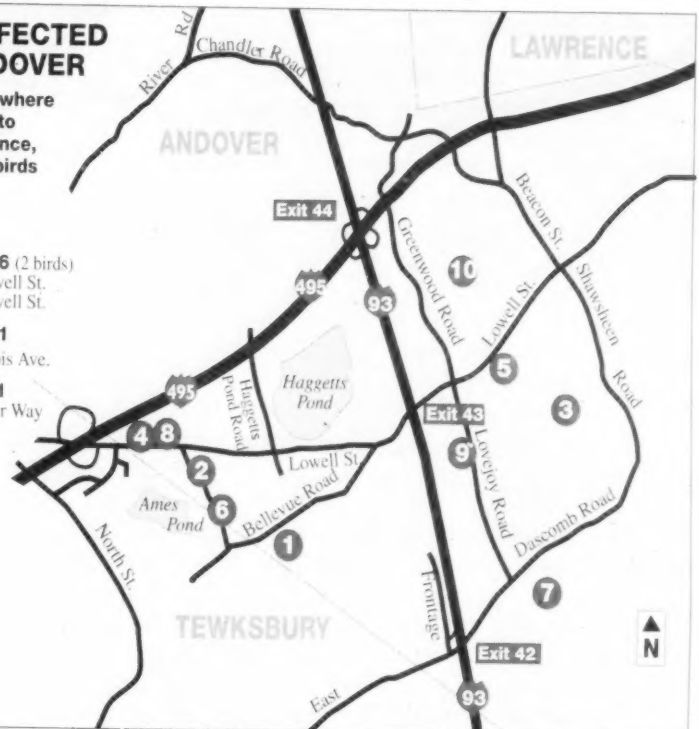 FECTED
DOVER
where
to
nce,
birds
6 (2 birds)
well St.
well St.
1
is Ave.
1
r Way
LAWRENCE
ANDOVER
TEWKSBURY
River
Rd
Chandler Road
Exit 44
495
93
Greenwood Road
Beacon St.
Shawsheen
Road
10
Lowell St.
5
3
495
Haggetts
Pond Road
Haggetts
Pond
Exit 43
9
Lovejoy Road
Lowell St.
4
8
2
6
Ames
Pond
Bellevue Road
1
Dascomb Road
7
North St.
Frontage
Exit 42
East
93
N